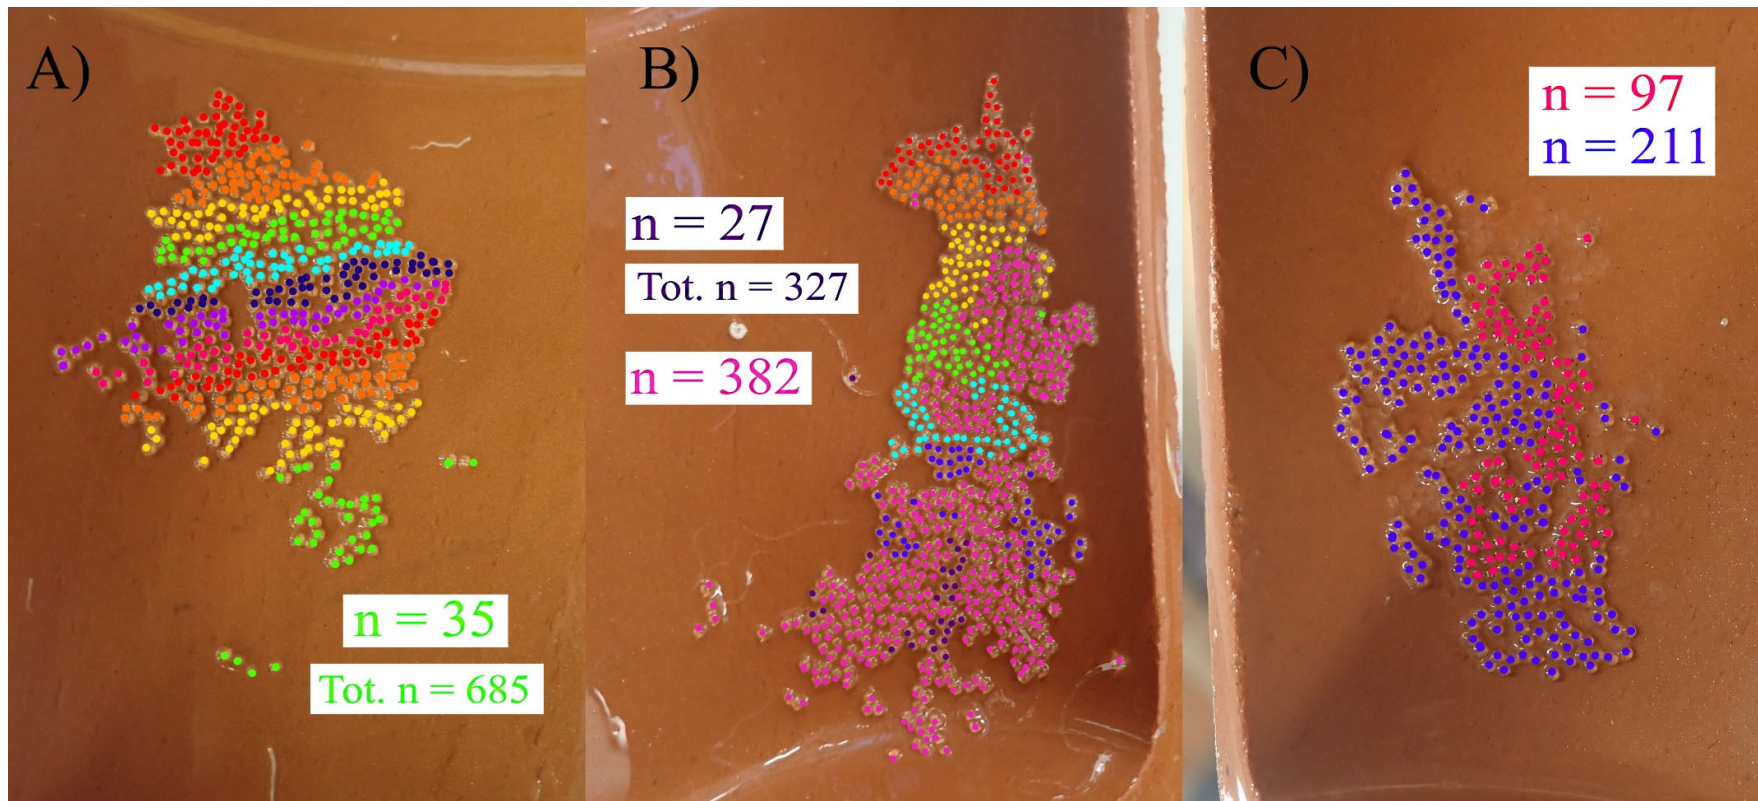 A)
n = 35
Tot. n = 685
B)
n = 27
Tot. n = 327
n = 382
C)
n = 97
n = 211